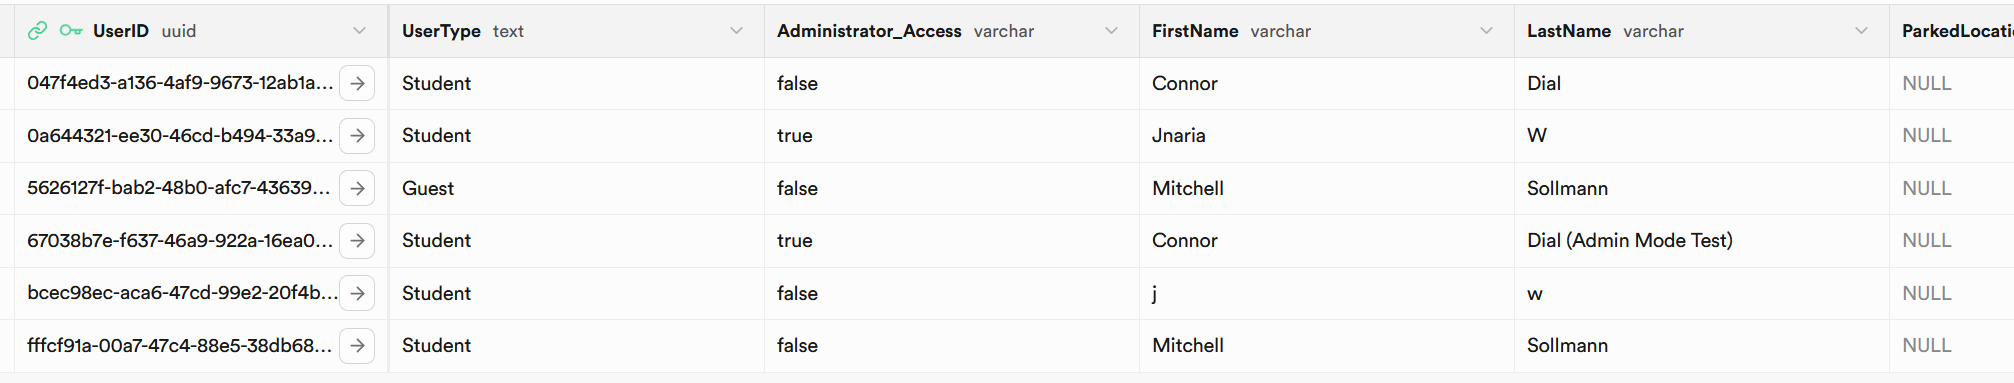 UserID uuid UserType text Administrator_Access varchar FirstName varchar LastName varchar ParkedLocati
047f4ed3-a136-4af9-9673-12ab1a... Student false Connor Dial NULL
0a644321-ee30-46cd-b494-33a9... Student true Jnaria W NULL
5626127f-bab2-48b0-afc7-43639... Guest false Mitchell Sollmann NULL
67038b7e-f637-46a9-922a-16ea0... Student true Connor Dial (Admin Mode Test) NULL
bcec98ec-aca6-47cd-99e2-20f4b... Student false j w NULL
fffcf91a-00a7-47c4-88e5-38db68... Student false Mitchell Sollmann NULL